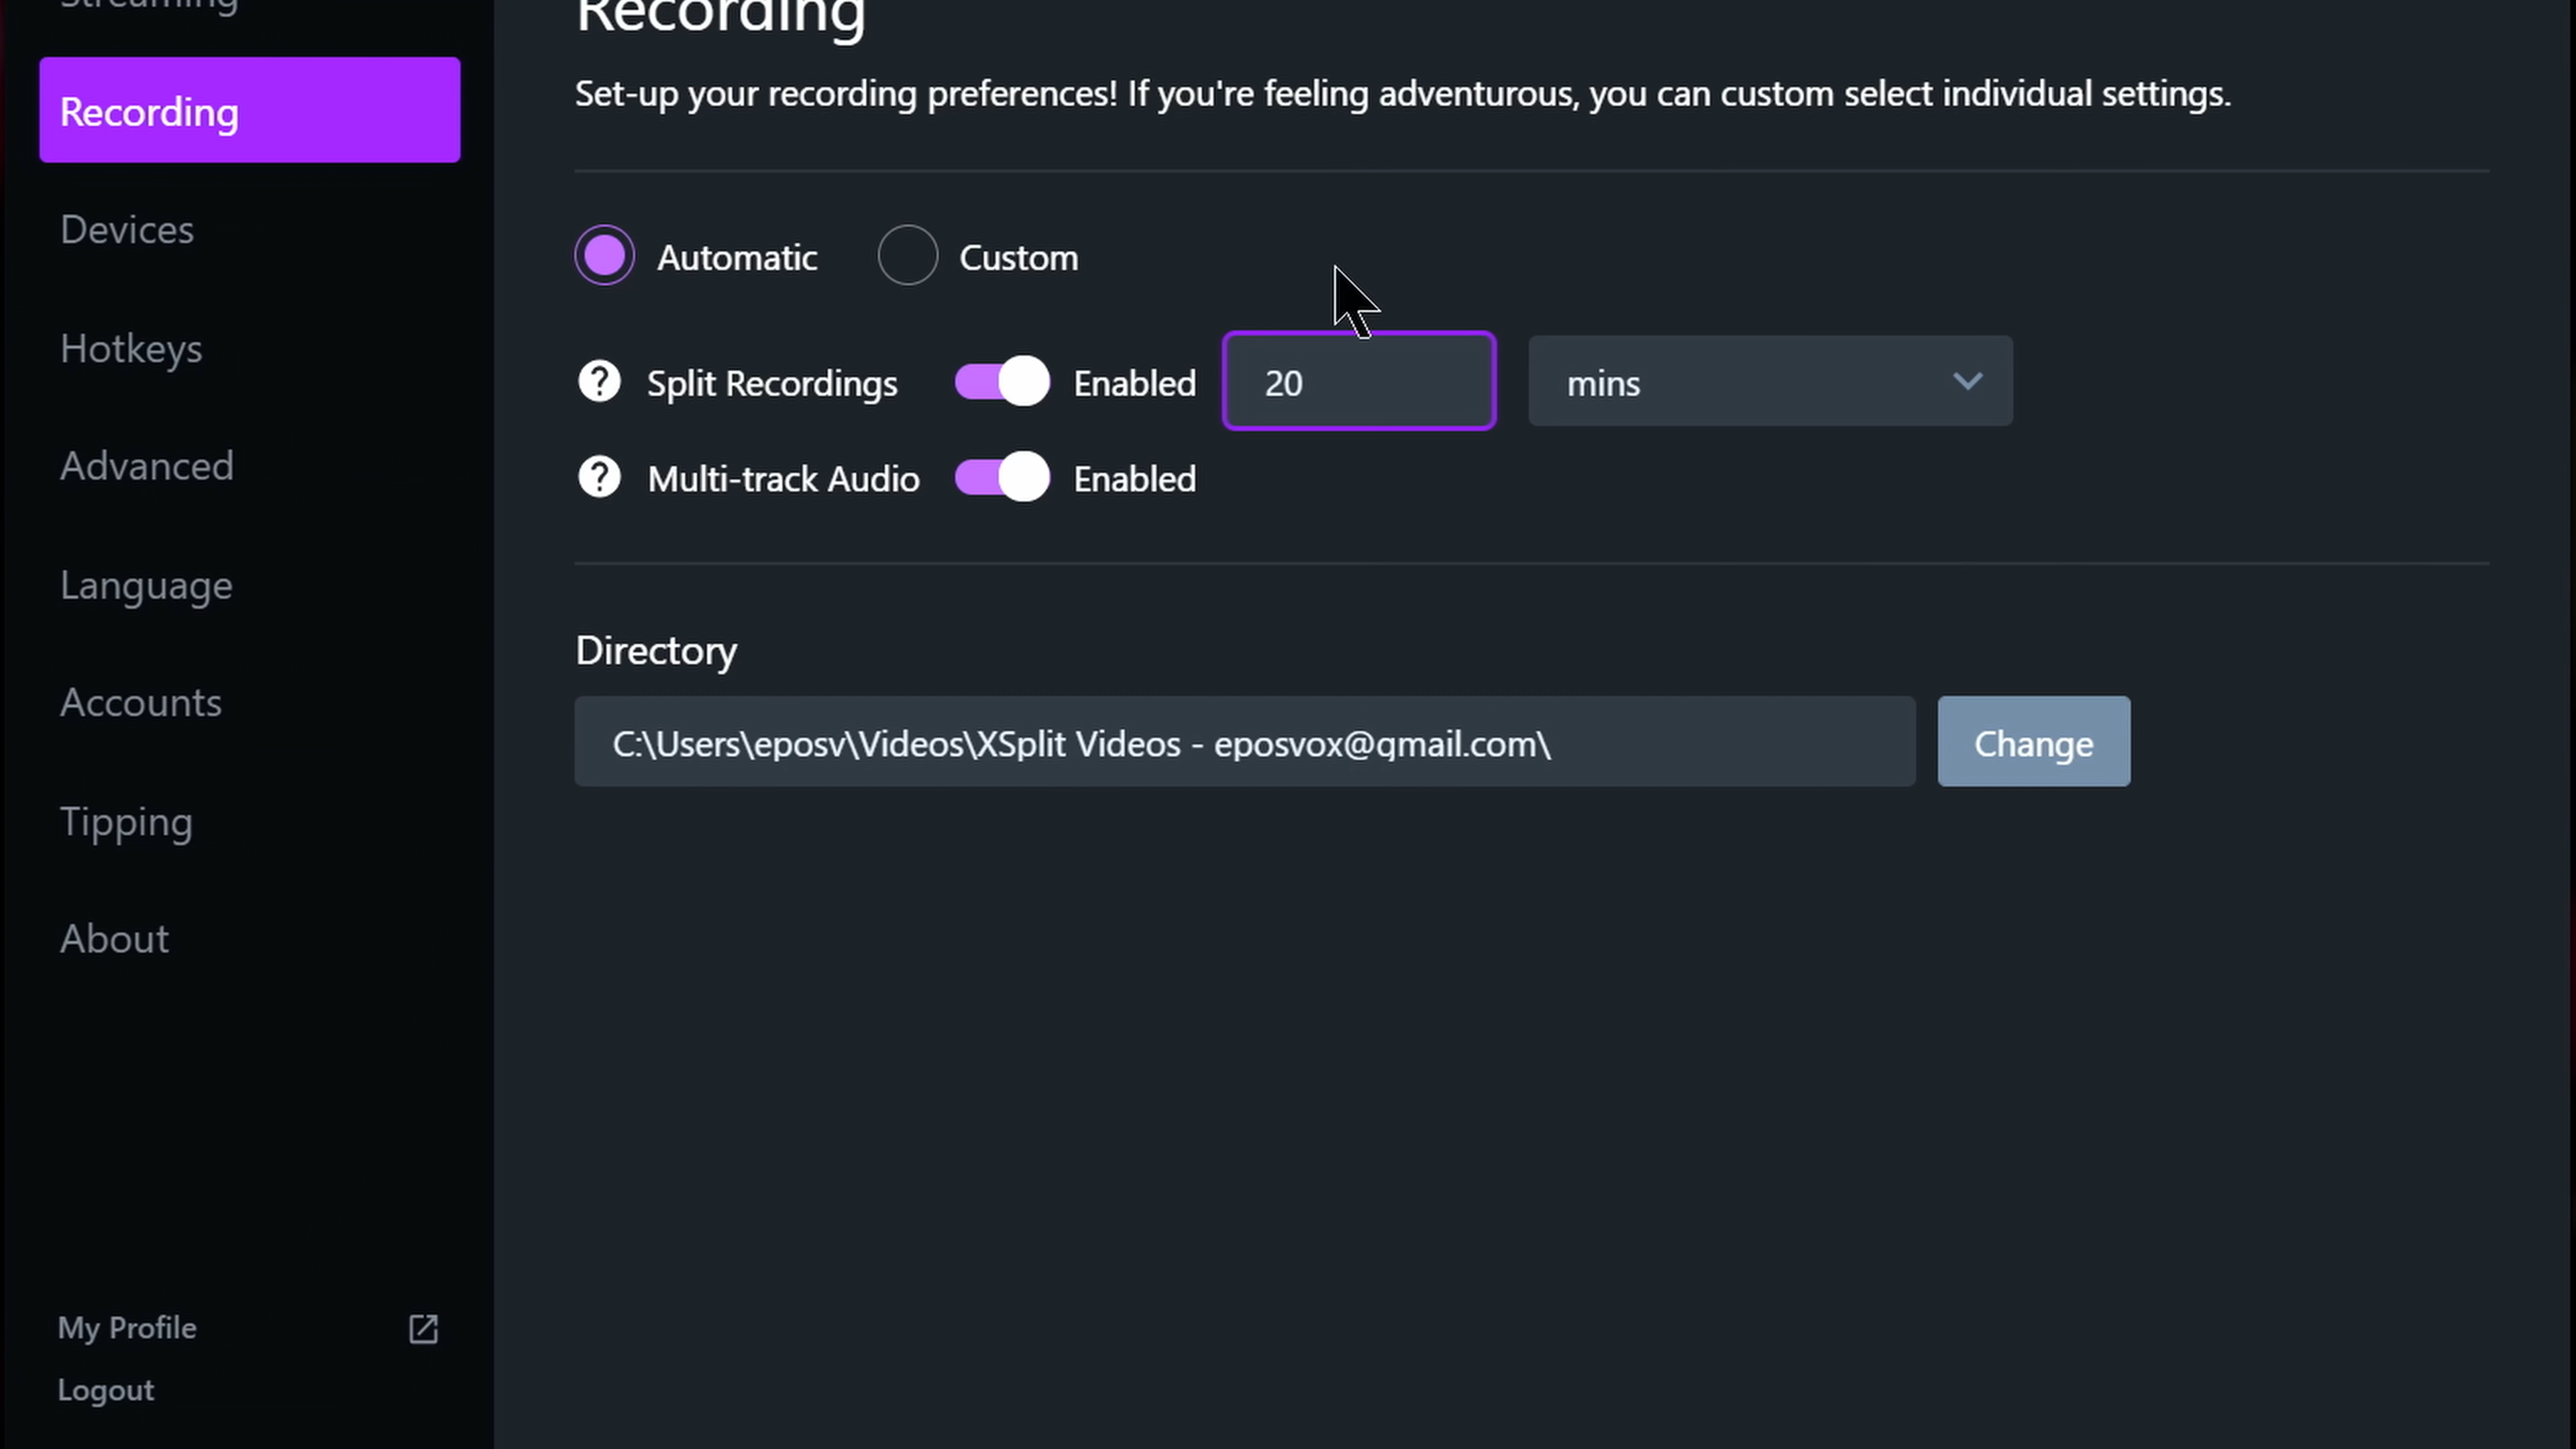 Streaming
Recording
Devices
Hotkeys
Advanced
Language
Accounts
Tipping
About
My Profile
Logout
Recording
Set-up your recording preferences! If you're feeling adventurous, you can custom select individual settings.
Automatic Custom
? Split Recordings Enabled 20 mins
? Multi-track Audio Enabled
Directory
C:\Users\eposv\Videos\XSplit Videos - eposvox@gmail.com\ Change